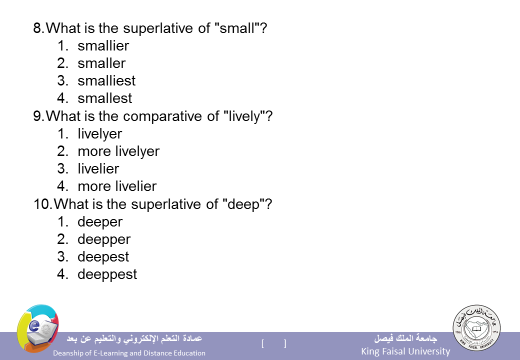 8.What is the superlative of "small"?
1. smallier
2. smaller
3. smalliest
4. smallest
9.What is the comparative of "lively"?
1. livelyer
2. more livelyer
3. livelier
4. more livelier
10.What is the superlative of "deep"?
1. deeper
2. deepper
3. deepest
4. deeppest
عمادة التعلم الإلكتروني والتعليم عن بعد
Deanship of E-Learning and Distance Education
[ ]
جامعة الملك فيصل
King Faisal University